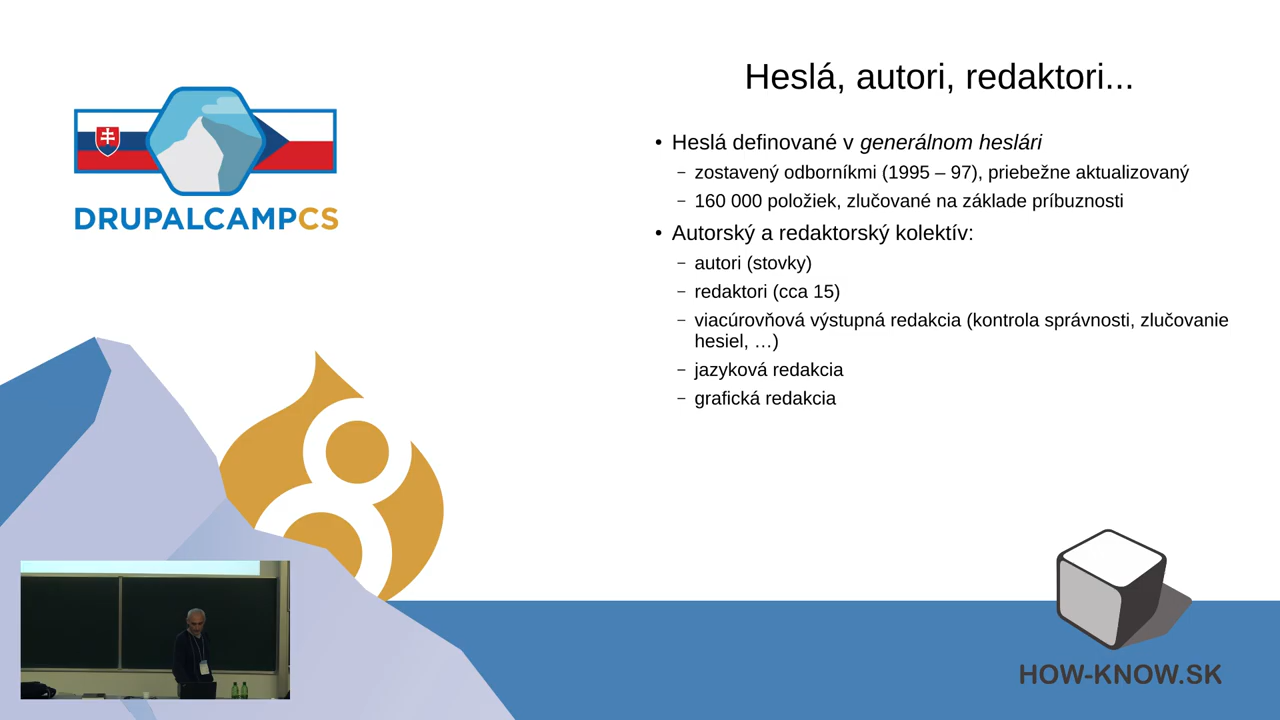 Heslá, autori, redaktori...
DRUPALCAMPCS
• Heslá definované v generálnom heslári
– zostavený odborníkmi (1995 – 97), priebežne aktualizovaný
– 160 000 položiek, zlučované na základe príbuznosti
• Autorský a redaktorský kolektív:
– autori (stovky)
– redaktori (cca 15)
– viacúrovňová výstupná redakcia (kontrola správnosti, zlučovanie
hesiel, …)
– jazyková redakcia
– grafická redakcia
HOW-KNOW.SK